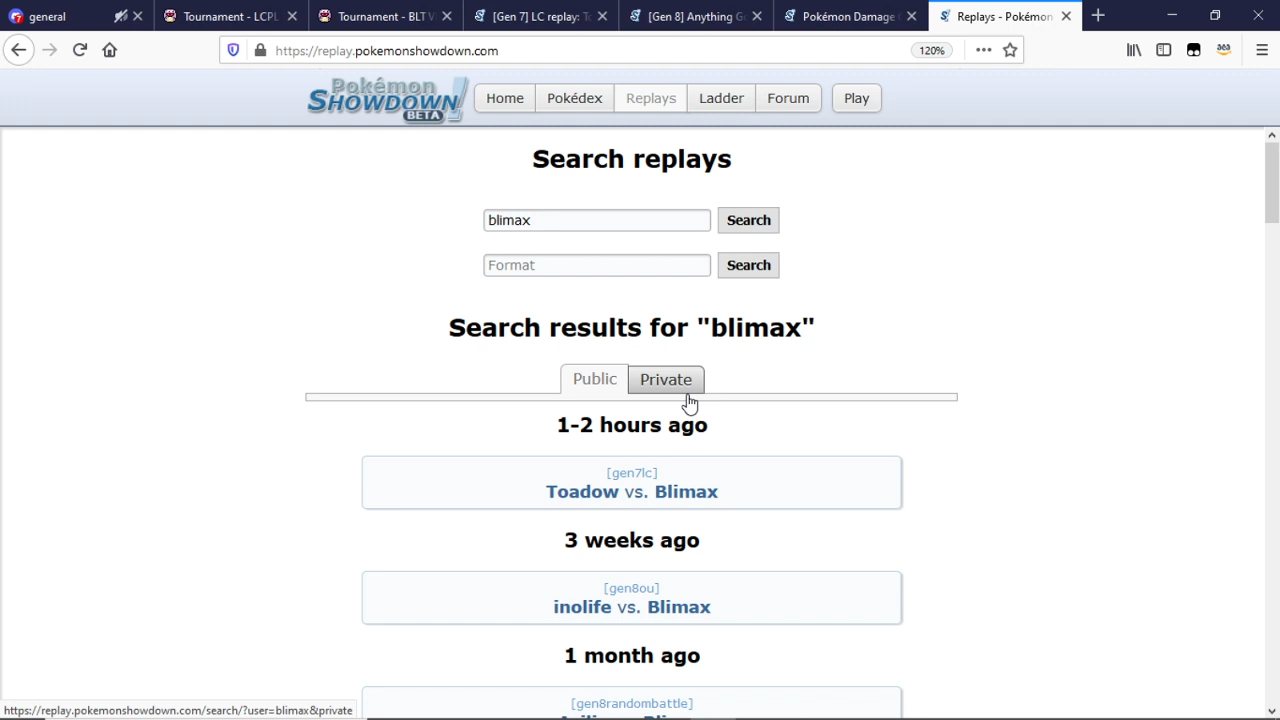 general
Tournament - LCPL
Tournament - BLT V
[Gen 7] LC replay: To
[Gen 8] Anything Go
Pokémon Damage C
Replays - Pokémon
https://replay.pokemonshowdown.com
120%
Pokémon
SHOWDOWN!
BETA
Home
Pokédex
Replays
Ladder
Forum
Play
Search replays
blimax
Search
Format
Search
Search results for "blimax"
Public
Private
1-2 hours ago
[gen7lc]
Toadow vs. Blimax
3 weeks ago
[gen8ou]
inolife vs. Blimax
1 month ago
[gen8randombattle]
https://replay.pokemonshowdown.com/search/?user=blimax&private